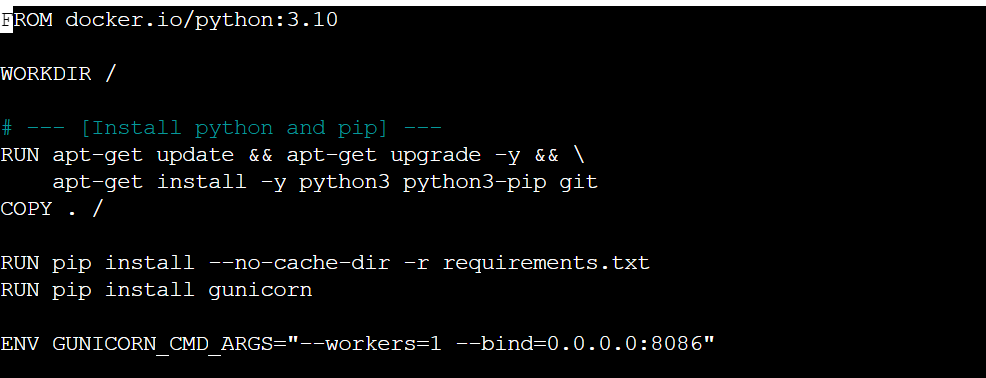 FROM docker.io/python:3.10
WORKDIR /
# --- [Install python and pip] ---
RUN apt-get update && apt-get upgrade -y && \
    apt-get install -y python3 python3-pip git
COPY . /
RUN pip install --no-cache-dir -r requirements.txt
RUN pip install gunicorn
ENV GUNICORN_CMD_ARGS="--workers=1 --bind=0.0.0.0:8086"